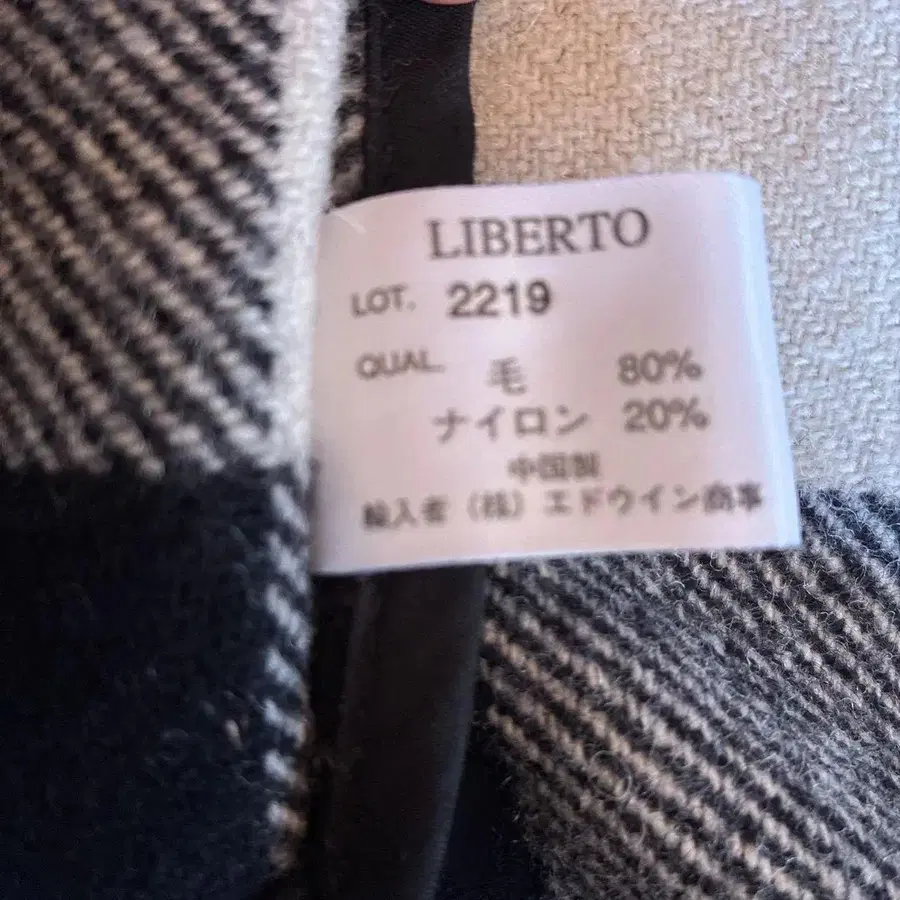 LIBERTO
LOT. 2219
QUAL. 毛 80%
ナイロン 20%
中国製
輸入者 (株) エドウイン商事